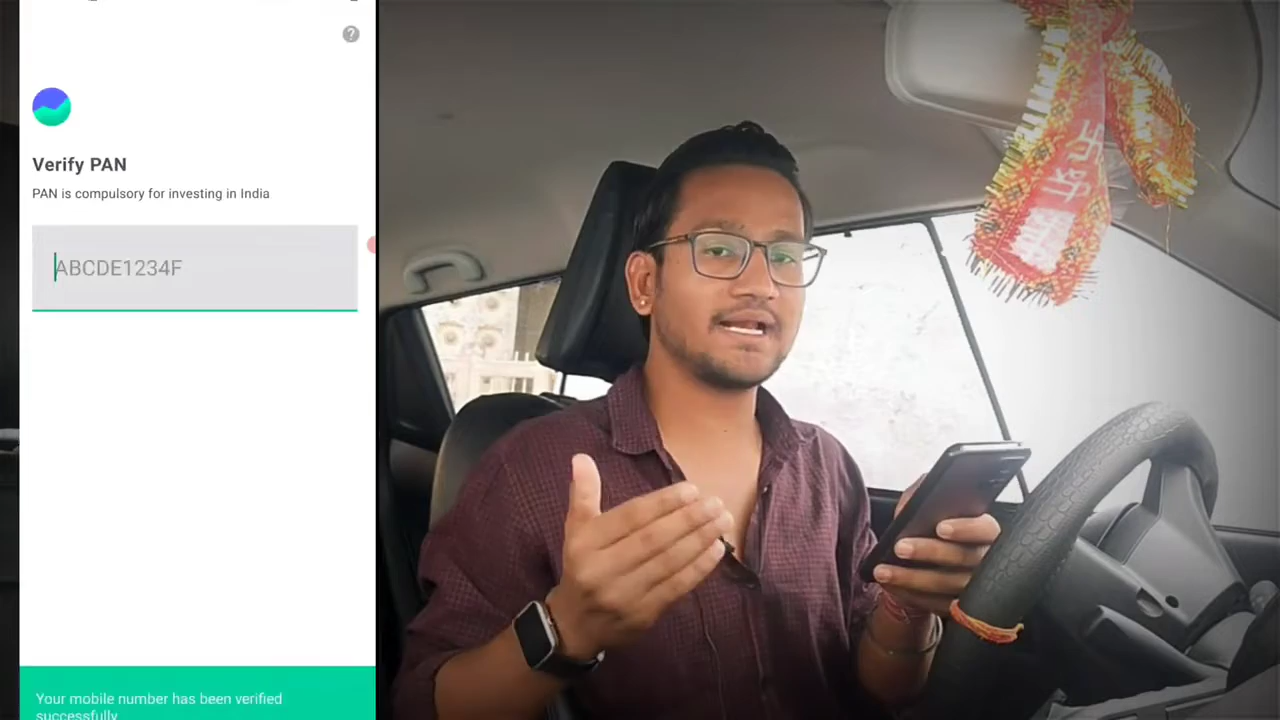 Verify PAN
PAN is compulsory for investing in India
ABCDE1234F
Your mobile number has been verified
successfully